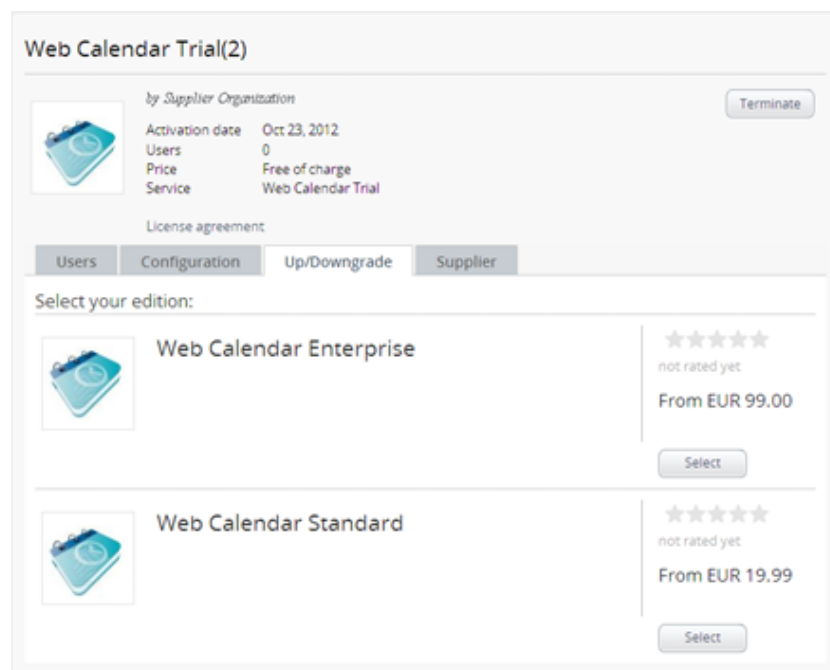 Web Calendar Trial(2)
by Supplier Organization
Terminate
Activation date Oct 23, 2012
Users 0
Price Free of charge
Service Web Calendar Trial
License agreement
Users Configuration Up/Downgrade Supplier
Select your edition:
Web Calendar Enterprise
not rated yet
From EUR 99.00
Select
Web Calendar Standard
not rated yet
From EUR 19.99
Select